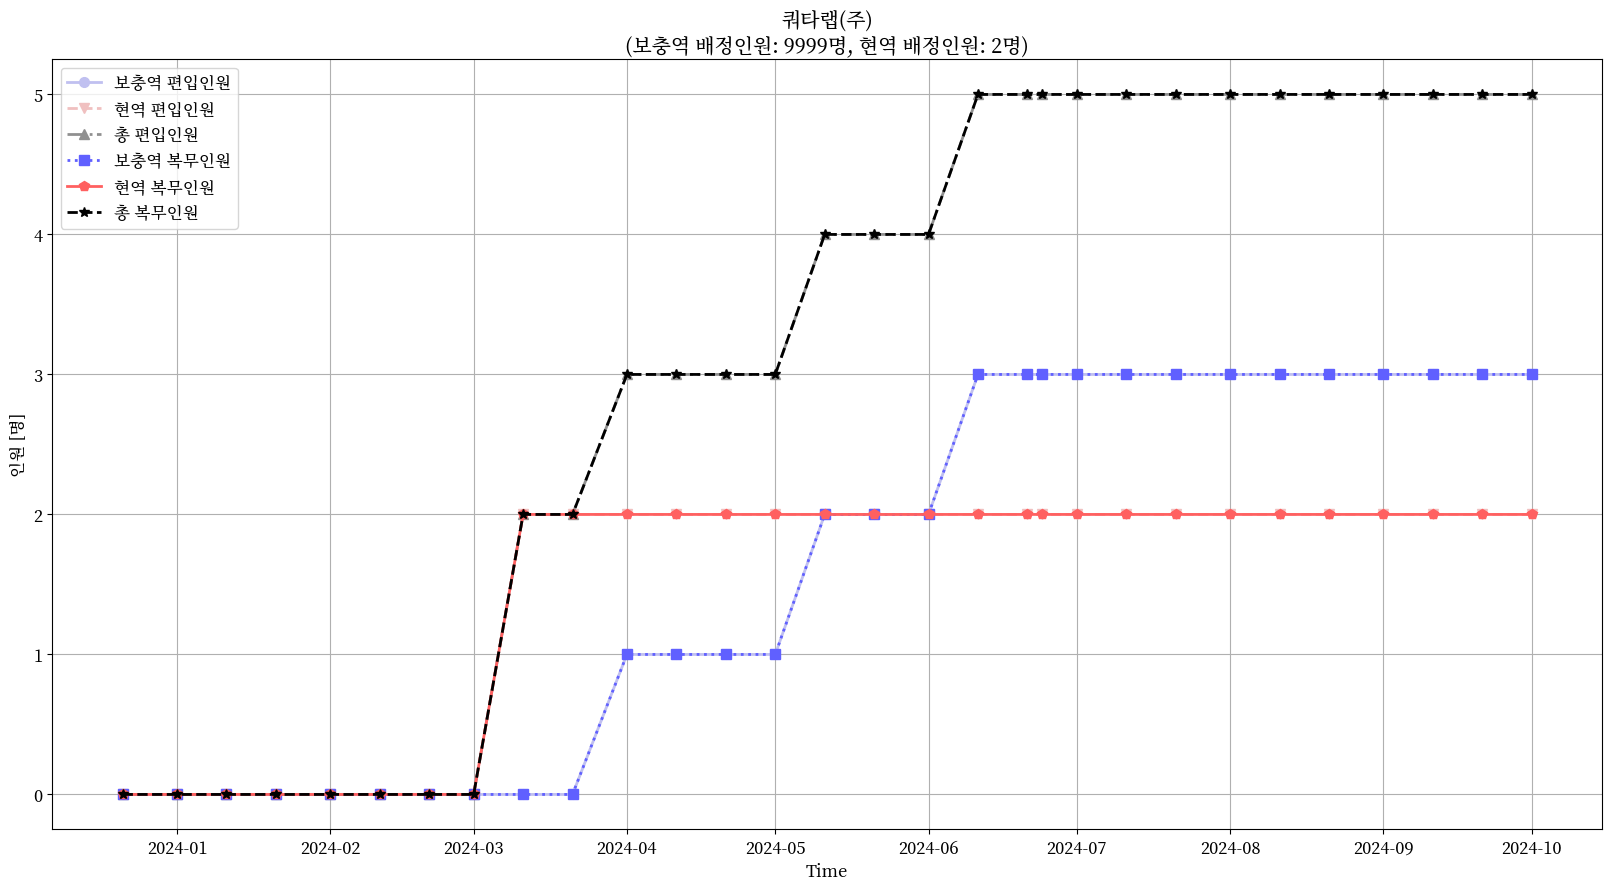 쿼타랩(주)
(보충역 배정인원: 9999명, 현역 배정인원: 2명)
보충역 편입인원
현역 편입인원
총 편입인원
보충역 복무인원
현역 복무인원
총 복무인원
인원 [명]
5
4
3
2
1
0
2024-01 2024-02 2024-03 2024-04 2024-05 2024-06 2024-07 2024-08 2024-09 2024-10
Time